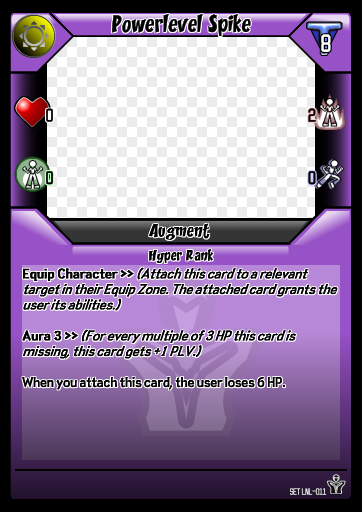 Powerlevel Spike
8
0
2
0
0
Augment
Hyper Rank
Equip Character >> (Attach this card to a relevant
target in their Equip Zone. The attached card grants the
user its abilities.)
Aura 3 >> (For every multiple of 3 HP this card is
missing, this card gets +1 PLV.)
When you attach this card, the user loses 6 HP.
SET LNL-011